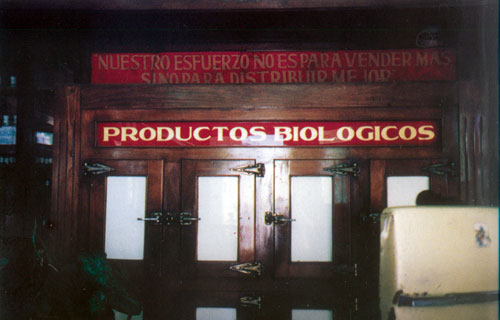 "NUESTRO ESFUERZO NO ES PARA VENDER MAS
SINO PARA DISTRIBUIR MEJOR"
PRODUCTOS BIOLOGICOS